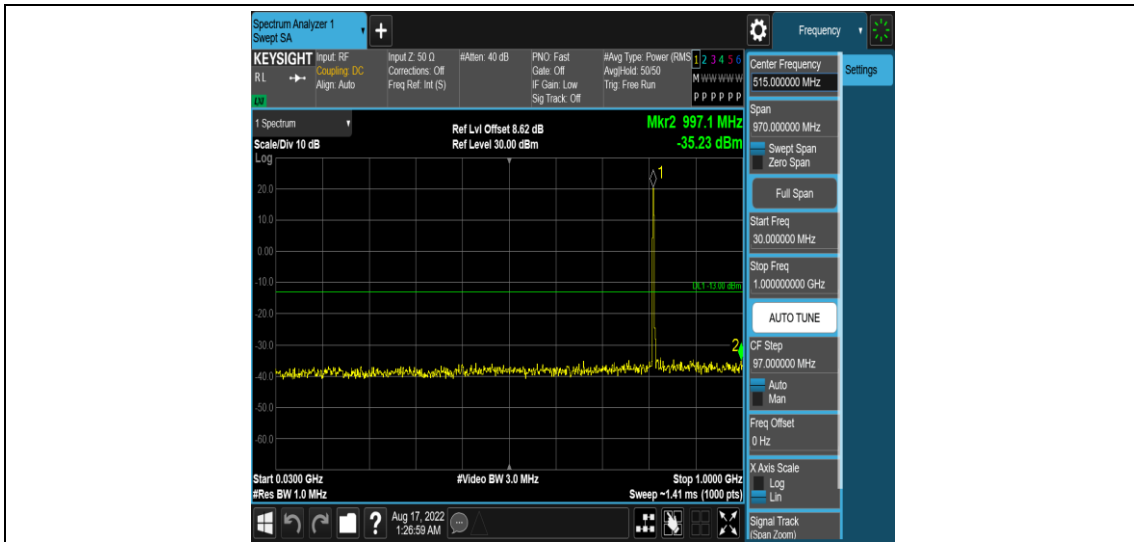 Spectrum Analyzer 1
Swept SA
+
Frequency
KEYSIGHT
RL
LXI
Input: RF
Coupling: DC
Align: Auto
Input Z: 50 Ω
Corrections: Off
Freq Ref: Int (S)
#Atten: 40 dB
PNO: Fast
Gate: Off
IF Gain: Low
Sig Track: Off
#Avg Type: Power (RMS
Avg|Hold: 50/50
Trig: Free Run
1 2 3 4 5 6
M W W W W W
P P P P P P
1 Spectrum
Scale/Div 10 dB
Log
Ref Lvl Offset 8.62 dB
Ref Level 30.00 dBm
Mkr2 997.1 MHz
-35.23 dBm
1
20.0
10.0
0.00
-10.0
DL1 -13.00 dBm
-20.0
-30.0
2
-40.0
-50.0
-60.0
Start 0.0300 GHz
#Res BW 1.0 MHz
#Video BW 3.0 MHz
Stop 1.0000 GHz
Sweep ~1.41 ms (1000 pts)
Center Frequency
515.000000 MHz
Settings
Span
970.000000 MHz
Swept Span
Zero Span
Full Span
Start Freq
30.000000 MHz
Stop Freq
1.000000000 GHz
AUTO TUNE
CF Step
97.000000 MHz
Auto
Man
Freq Offset
0 Hz
X Axis Scale
Log
Lin
Signal Track
(Span Zoom)
?
Aug 17, 2022
1:26:59 AM